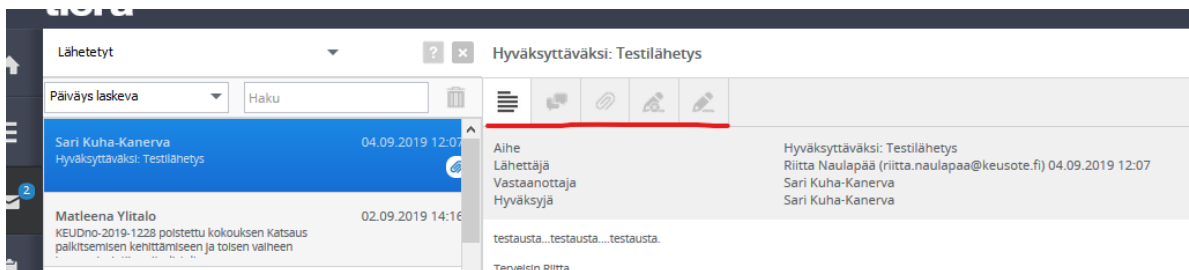 Lähetetyt
?
×
Hyväksyttäväksi: Testilähetys
Päiväys laskeva
Haku
Sari Kuha-Kanerva
04.09.2019 12:07
Hyväksyttäväksi: Testilähetys
Aihe
Hyväksyttäväksi: Testilähetys
Lähettäjä
Riitta Naulapää (riitta.naulapaa@keusote.fi) 04.09.2019 12:07
Vastaanottaja
Sari Kuha-Kanerva
Hyväksyjä
Sari Kuha-Kanerva
2
Matleena Ylitalo
02.09.2019 14:16
KEUDno-2019-1228 poistettu kokouksen Katsaus
palkitsemisen kehittämiseen ja toisen vaiheen
testausta...testausta....testausta.
Terveisin Riitta